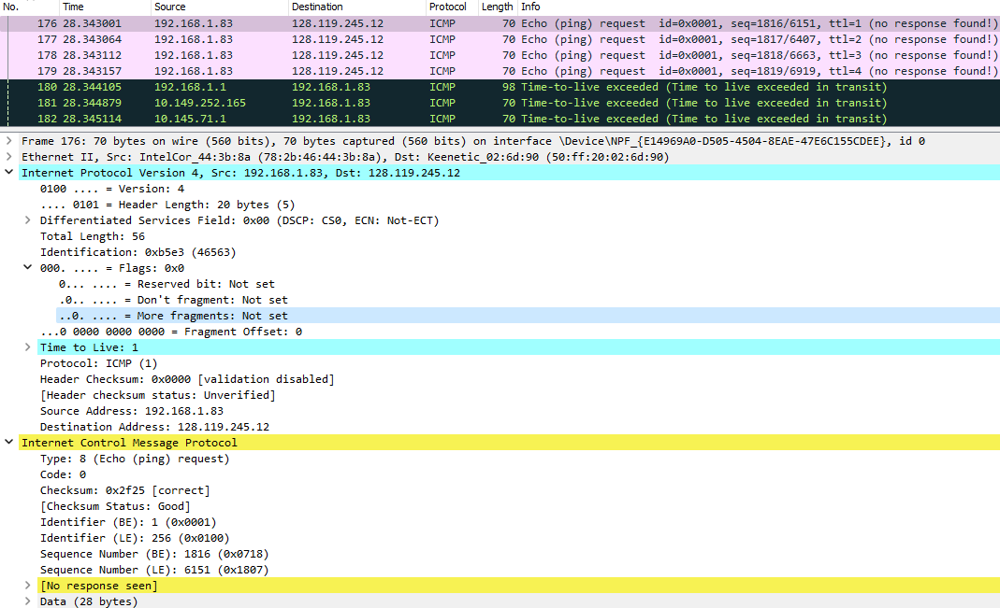 No. Time Source Destination Protocol Length Info
176 28.343001 192.168.1.83 128.119.245.12 ICMP 70 Echo (ping) request id=0x0001, seq=1816/6151, ttl=1 (no response found!)
177 28.343064 192.168.1.83 128.119.245.12 ICMP 70 Echo (ping) request id=0x0001, seq=1817/6407, ttl=2 (no response found!)
178 28.343112 192.168.1.83 128.119.245.12 ICMP 70 Echo (ping) request id=0x0001, seq=1818/6663, ttl=3 (no response found!)
179 28.343157 192.168.1.83 128.119.245.12 ICMP 70 Echo (ping) request id=0x0001, seq=1819/6919, ttl=4 (no response found!)
180 28.344105 192.168.1.1 192.168.1.83 ICMP 98 Time-to-live exceeded (Time to live exceeded in transit)
181 28.344879 10.149.252.165 192.168.1.83 ICMP 70 Time-to-live exceeded (Time to live exceeded in transit)
182 28.345114 10.145.71.1 192.168.1.83 ICMP 70 Time-to-live exceeded (Time to live exceeded in transit)
Frame 176: 70 bytes on wire (560 bits), 70 bytes captured (560 bits) on interface \Device\NPF_{E14969A0-D505-4504-8EAE-47E6C155CDEE}, id 0
Ethernet II, Src: IntelCor_44:3b:8a (78:2b:46:44:3b:8a), Dst: Keenetic_02:6d:90 (50:ff:20:02:6d:90)
Internet Protocol Version 4, Src: 192.168.1.83, Dst: 128.119.245.12
0100 .... = Version: 4
.... 0101 = Header Length: 20 bytes (5)
Differentiated Services Field: 0x00 (DSCP: CS0, ECN: Not-ECT)
Total Length: 56
Identification: 0xb5e3 (46563)
000. .... = Flags: 0x0
0... .... = Reserved bit: Not set
.0.. .... = Don't fragment: Not set
..0. .... = More fragments: Not set
...0 0000 0000 0000 = Fragment Offset: 0
Time to Live: 1
Protocol: ICMP (1)
Header Checksum: 0x0000 [validation disabled]
[Header checksum status: Unverified]
Source Address: 192.168.1.83
Destination Address: 128.119.245.12
Internet Control Message Protocol
Type: 8 (Echo (ping) request)
Code: 0
Checksum: 0x2f25 [correct]
[Checksum Status: Good]
Identifier (BE): 1 (0x0001)
Identifier (LE): 256 (0x0100)
Sequence Number (BE): 1816 (0x0718)
Sequence Number (LE): 6151 (0x1807)
[No response seen]
Data (28 bytes)